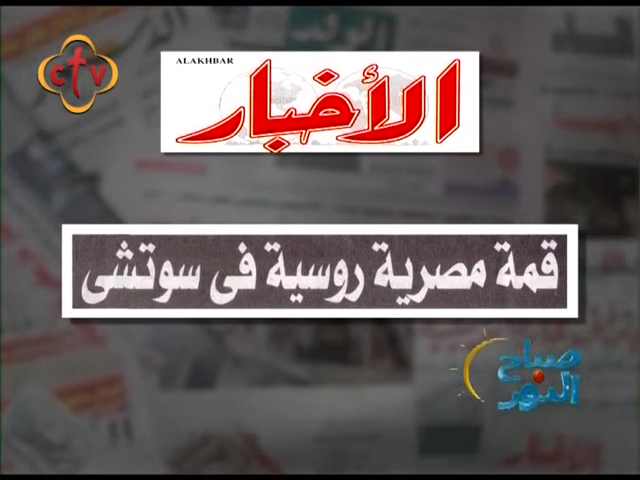 ctv
ALAKHBAR
الأخبار
قمة مصرية روسية فى سوتشى
صباح
النور